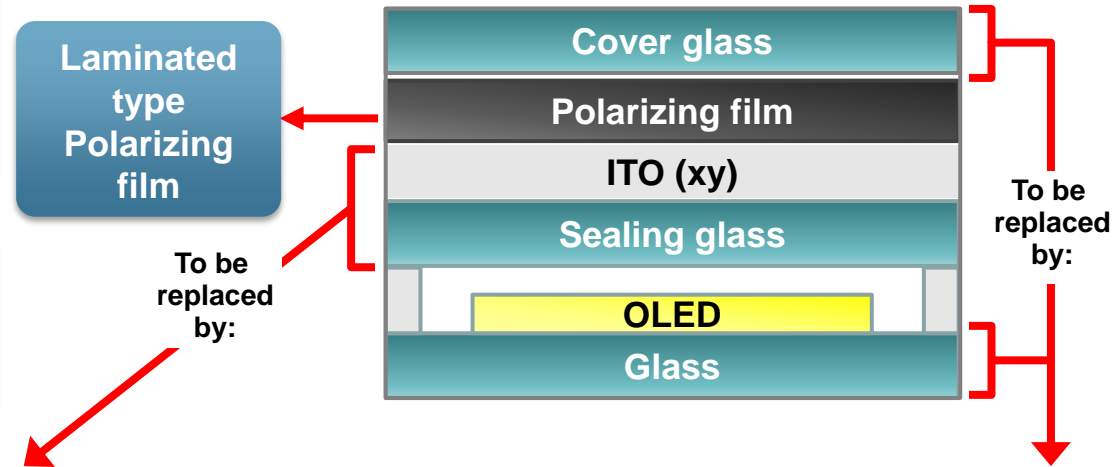 Laminated
type
Polarizing
film
Cover glass
Polarizing film
ITO (xy)
Sealing glass
OLED
Glass
To be
replaced
by:
To be
replaced
by: